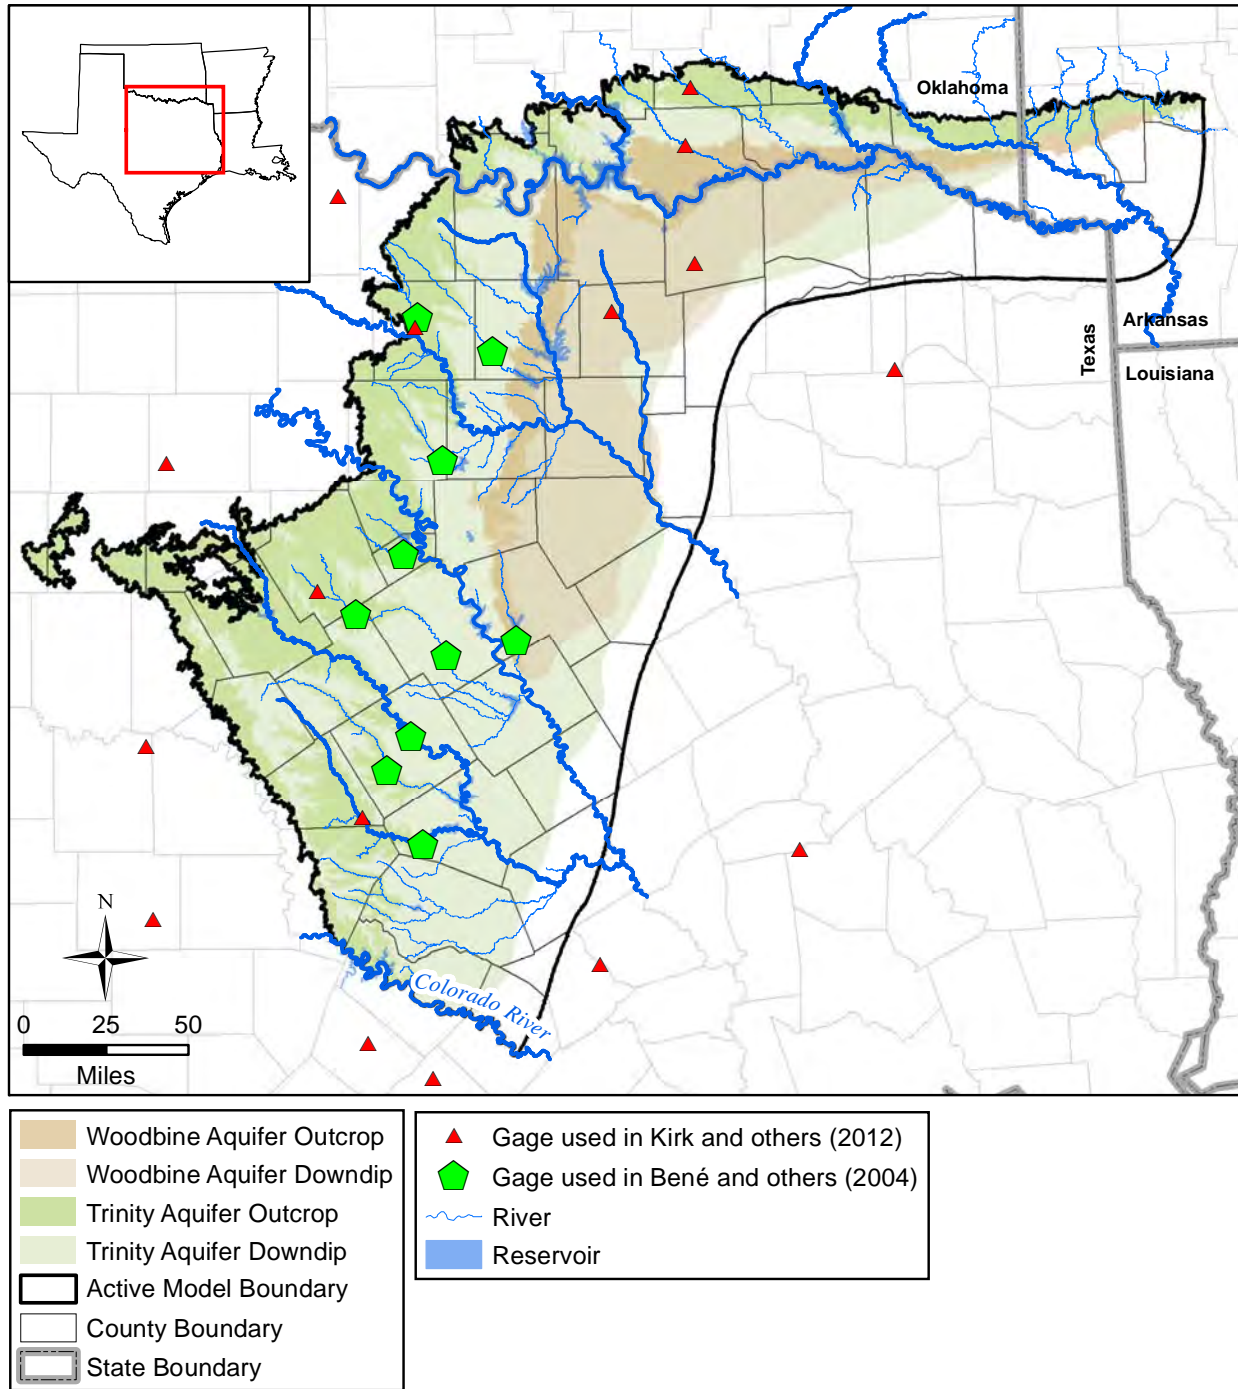 Oklahoma
Texas
Arkansas
Louisiana
N
Colorado River
0 25 50
Miles
Woodbine Aquifer Outcrop
Woodbine Aquifer Downdip
Trinity Aquifer Outcrop
Trinity Aquifer Downdip
Active Model Boundary
County Boundary
State Boundary
Gage used in Kirk and others (2012)
Gage used in Bené and others (2004)
River
Reservoir